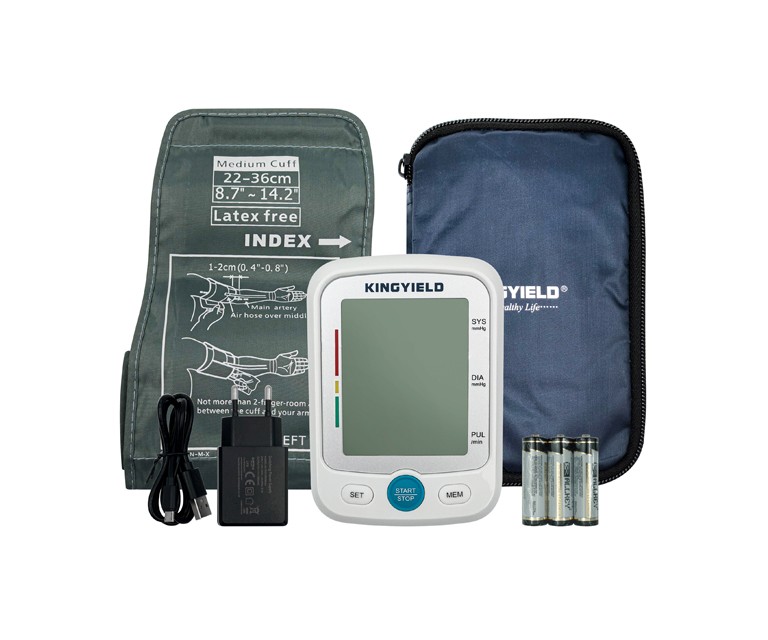 Medium Cuff
22-36cm
8.7" ~ 14.2"
Latex free
INDEX
1-2cm(0.4"-0.8")
Main artery
Air hose over middl
Not more than 2-finger-room
between the cuff and your arm
EFT
N-M-X
GYIELD®
althy Life······
KINGYIELD
SYS
mmHg
DIA
mmHg
PUL
/min
SET
START
STOP
MEM